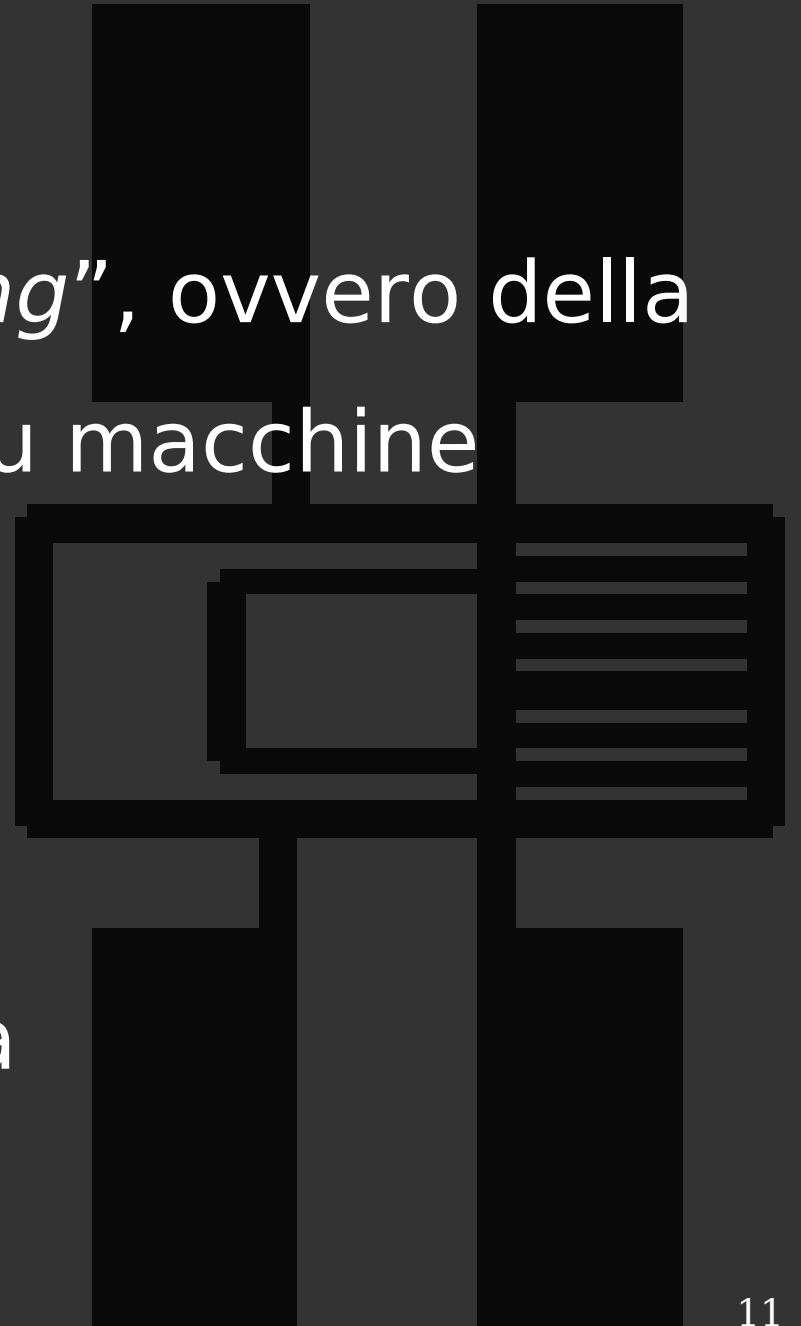 ng”, ovvero della
u macchine
a
11